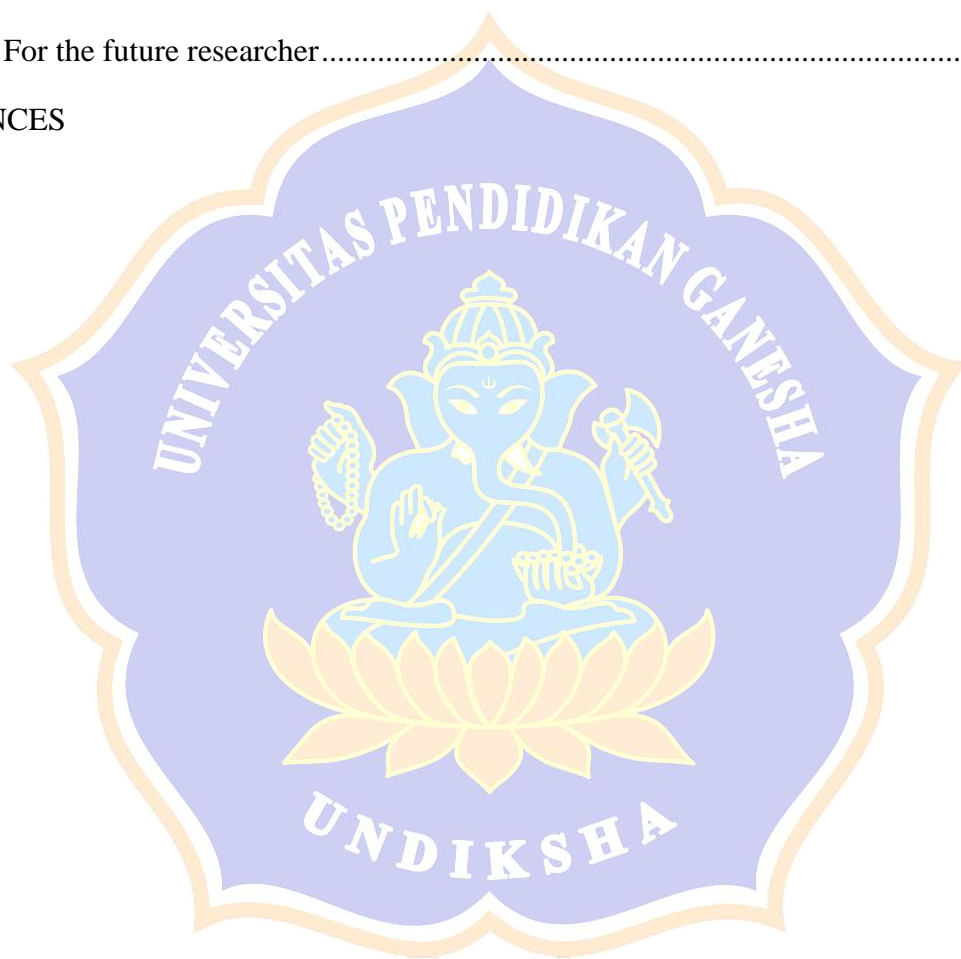 For the future researcher........................................................................
NCES
UNIVERSITAS PENDIDIKAN GANESHA
UNDIKSHA